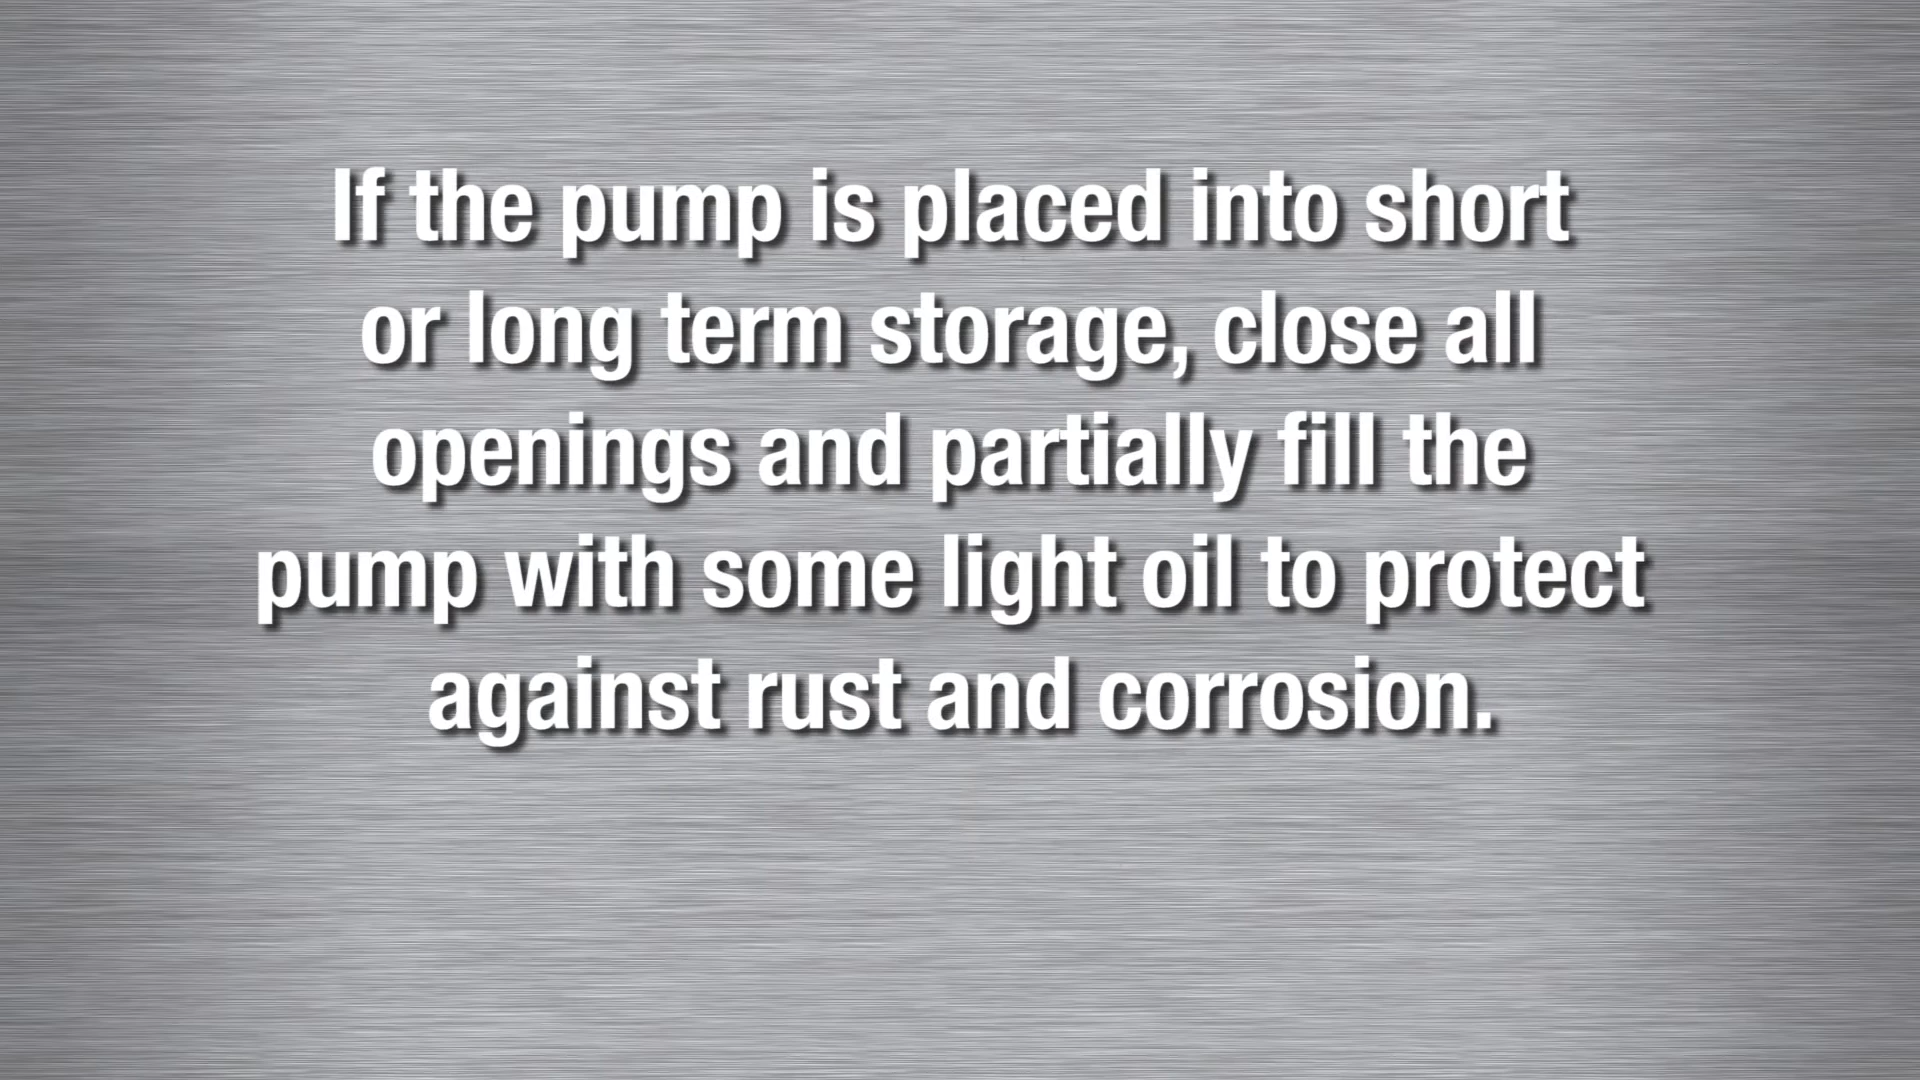 If the pump is placed into short
or long term storage, close all
openings and partially fill the
pump with some light oil to protect
against rust and corrosion.